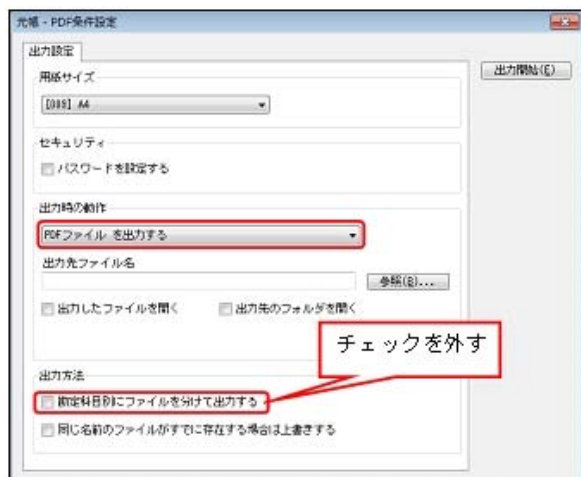 元帳 - PDF条件設定
出力設定
出力開始(E)
用紙サイズ
[009] A4
セキュリティ
パスワードを設定する
出力時の動作
PDFファイル を出力する
出力先ファイル名
参照(B)...
出力したファイルを開く
出力先のフォルダを開く
チェックを外す
出力方法
勘定科目別にファイルを分けて出力する
同じ名前のファイルがすでに存在する場合は上書きする